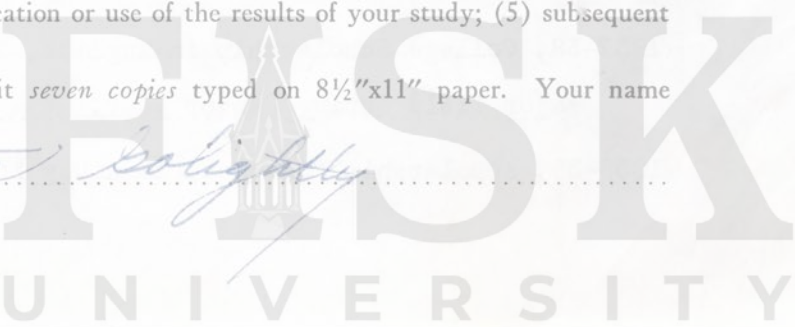 cation or use of the results of your study; (5) subsequent
it seven copies typed on 8½"x11" paper. Your name
Golightly
FISK
UNIVERSITY